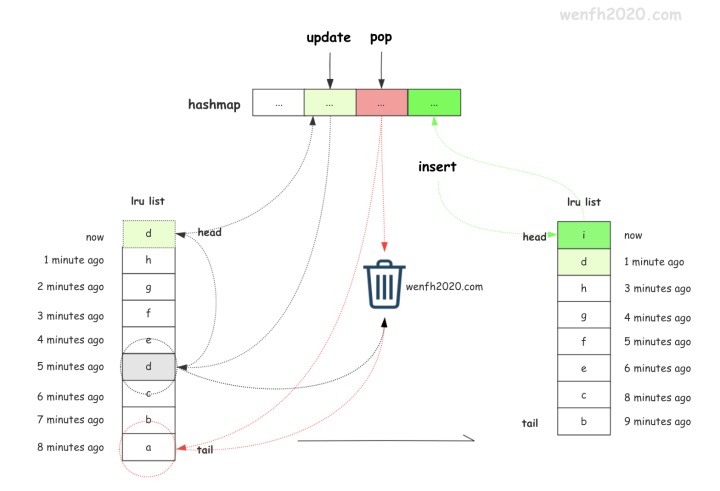 wenfh2020.com
update pop
hashmap ... ... ... ...
insert
lru list
now d head
1 minute ago h
2 minutes ago g
3 minutes ago f
4 minutes ago e
5 minutes ago d
6 minutes ago c
7 minutes ago b
8 minutes ago a tail
wenfh2020.com
lru list
head i now
d 1 minute ago
h 3 minutes ago
g 4 minutes ago
f 5 minutes ago
e 6 minutes ago
c 8 minutes ago
tail b 9 minutes ago